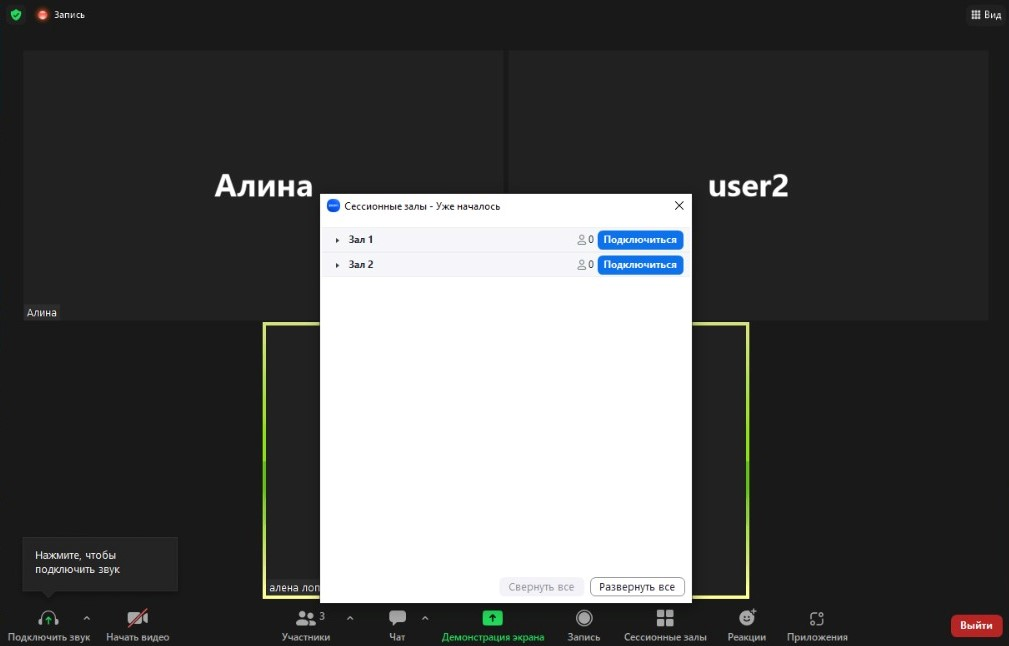 Запись
Вид
Алина
user2
Сессионные залы - Уже началось
Зал 1
0
Подключиться
Зал 2
0
Подключиться
Алина
Нажмите, чтобы
подключить звук
алена
Свернуть все
Развернуть все
Подключить звук
Начать видео
3
Участники
Чат
Демонстрация экрана
Запись
Сессионные залы
Реакции
Приложения
Выйти